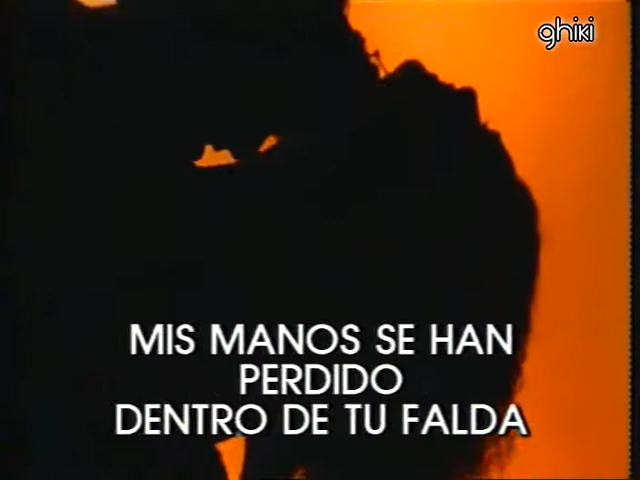 ghiki
MIS MANOS SE HAN
PERDIDO
DENTRO DE TU FALDA